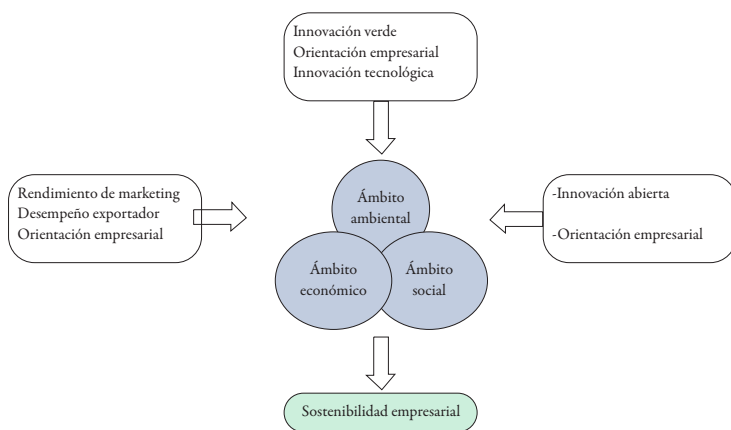 Innovación verde
Orientación empresarial
Innovación tecnológica
Rendimiento de marketing
Desempeño exportador
Orientación empresarial
Ámbito
ambiental
-Innovación abierta
-Orientación empresarial
Ámbito
económico
Ámbito
social
Sostenibilidad empresarial